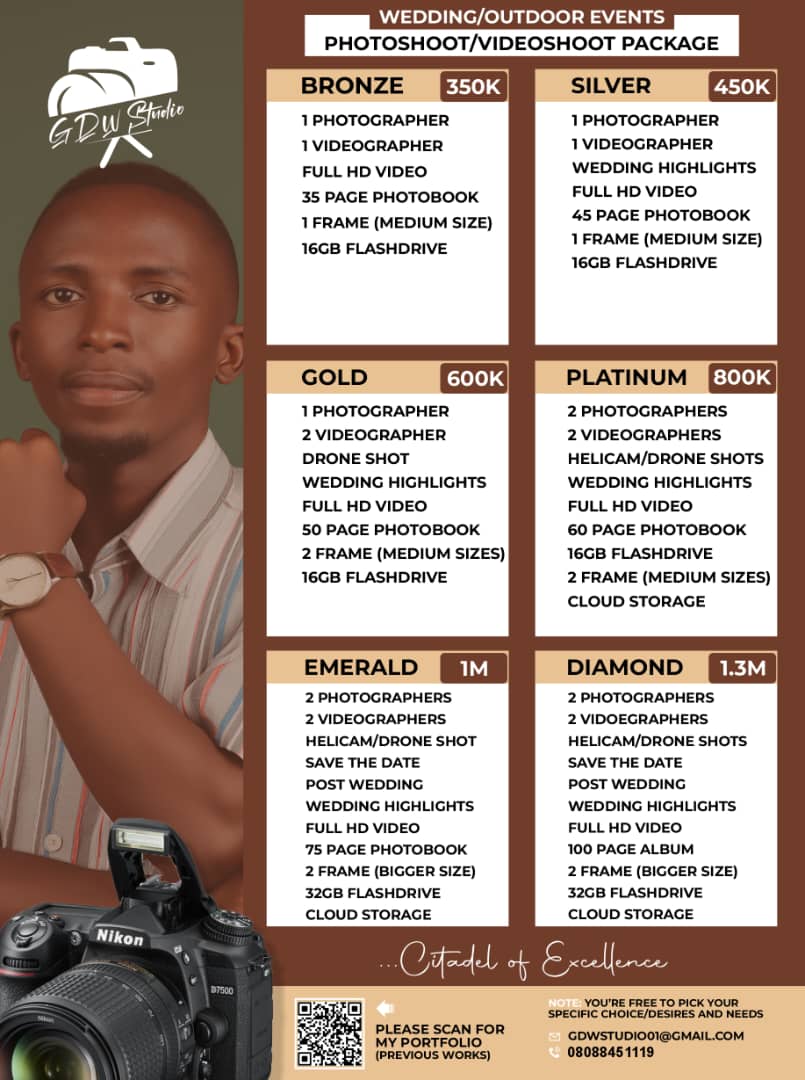 GDW Studio
WEDDING/OUTDOOR EVENTS
PHOTOSHOOT/VIDEOSHOOT PACKAGE
BRONZE 350K
1 PHOTOGRAPHER
1 VIDEOGRAPHER
FULL HD VIDEO
35 PAGE PHOTOBOOK
1 FRAME (MEDIUM SIZE)
16GB FLASHDRIVE
SILVER 450K
1 PHOTOGRAPHER
1 VIDEOGRAPHER
WEDDING HIGHLIGHTS
FULL HD VIDEO
45 PAGE PHOTOBOOK
1 FRAME (MEDIUM SIZE)
16GB FLASHDRIVE
GOLD 600K
1 PHOTOGRAPHER
2 VIDEOGRAPHER
DRONE SHOT
WEDDING HIGHLIGHTS
FULL HD VIDEO
50 PAGE PHOTOBOOK
2 FRAME (MEDIUM SIZES)
16GB FLASHDRIVE
PLATINUM 800K
2 PHOTOGRAPHERS
2 VIDEOGRAPHERS
HELICAM/DRONE SHOTS
WEDDING HIGHLIGHTS
FULL HD VIDEO
60 PAGE PHOTOBOOK
16GB FLASHDRIVE
2 FRAME (MEDIUM SIZES)
CLOUD STORAGE
EMERALD 1M
2 PHOTOGRAPHERS
2 VIDEOGRAPHERS
HELICAM/DRONE SHOT
SAVE THE DATE
POST WEDDING
WEDDING HIGHLIGHTS
FULL HD VIDEO
75 PAGE PHOTOBOOK
2 FRAME (BIGGER SIZE)
32GB FLASHDRIVE
CLOUD STORAGE
DIAMOND 1.3M
2 PHOTOGRAPHERS
2 VIDOEGRAPHERS
HELICAM/DRONE SHOTS
SAVE THE DATE
POST WEDDING
WEDDING HIGHLIGHTS
FULL HD VIDEO
100 PAGE ALBUM
2 FRAME (BIGGER SIZE)
32GB FLASHDRIVE
CLOUD STORAGE
...Citadel of Excellence
Nikon
D7500
Nikon
PLEASE SCAN FOR
MY PORTFOLIO
(PREVIOUS WORKS)
NOTE: YOU'RE FREE TO PICK YOUR
SPECIFIC CHOICE/DESIRES AND NEEDS
GDWSTUDIO01@GMAIL.COM
08088451119